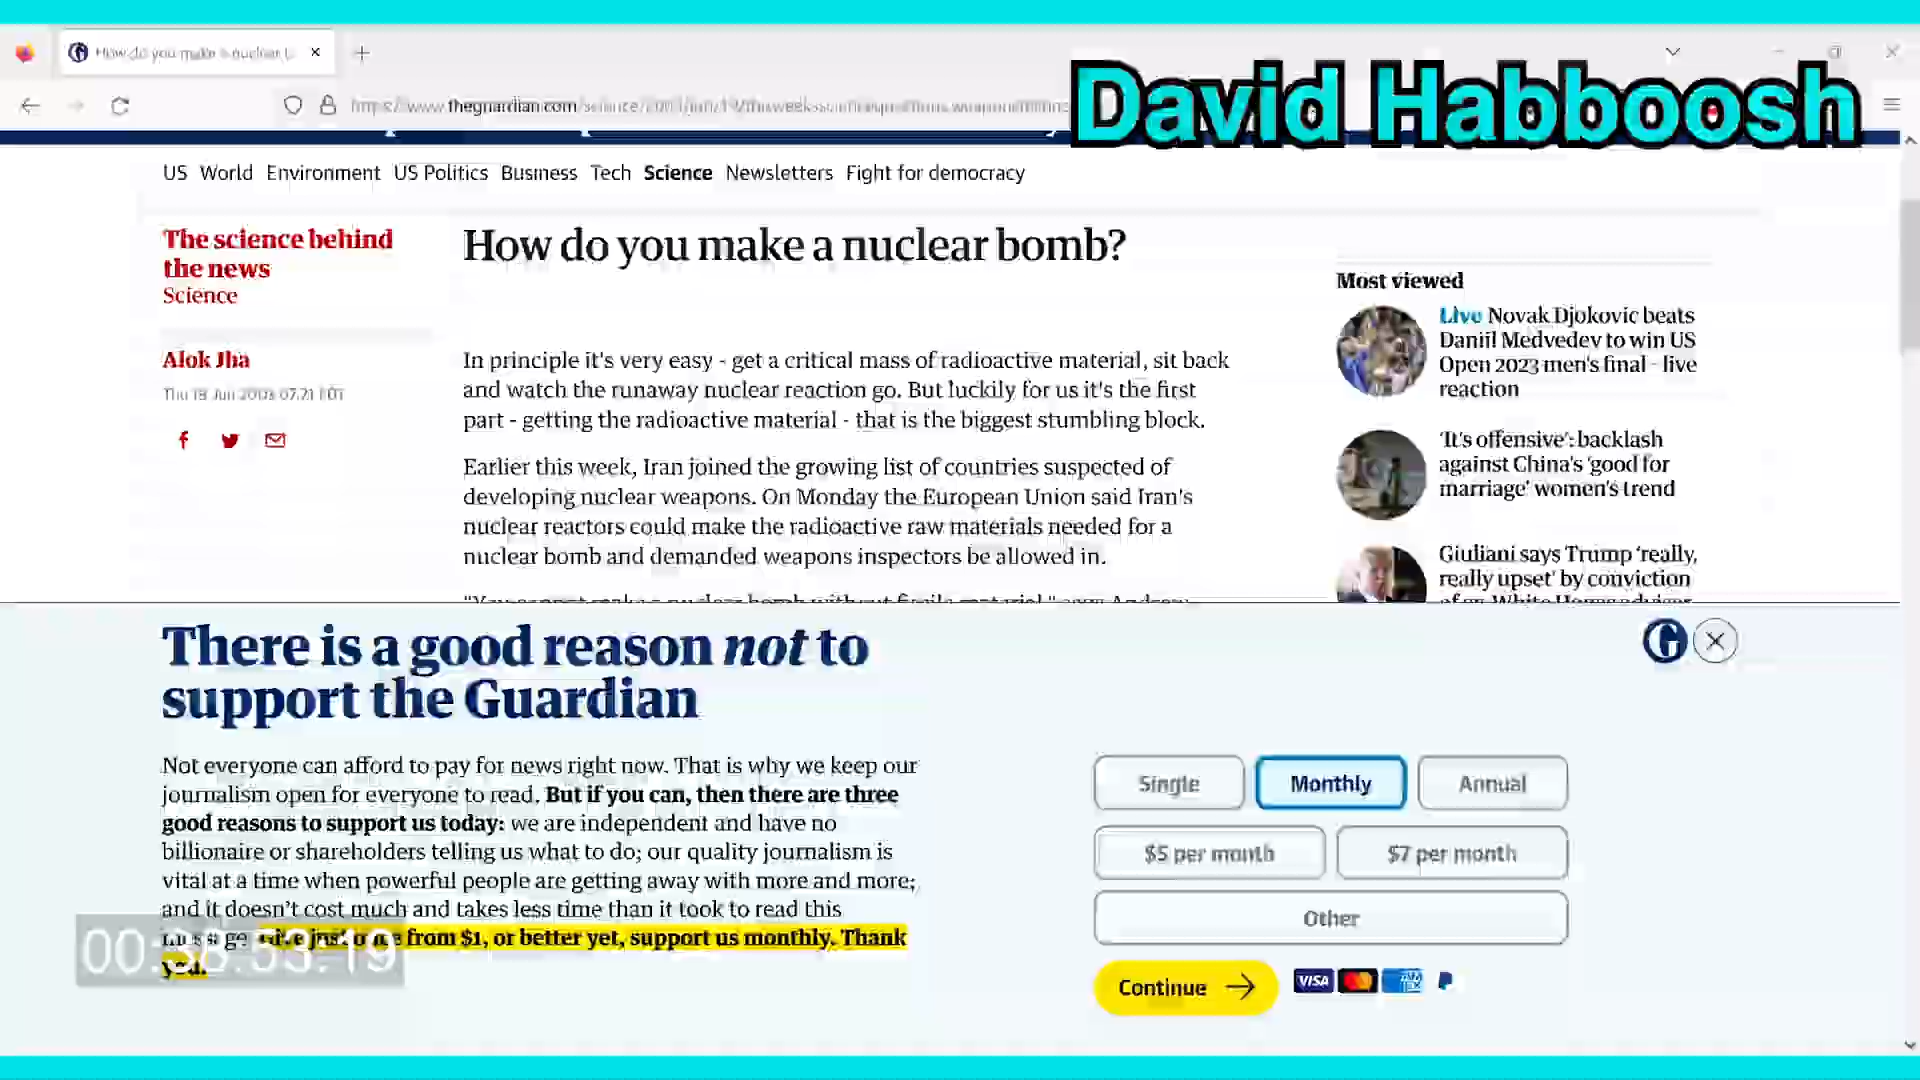 David Habboosh
How do you make a nuclear
US World Environment US Politics Business Tech Science Newsletters Fight for democracy
The science behind
the news
Science
Alok Jha
How do you make a nuclear bomb?
In principle it's very easy - get a critical mass of radioactive material, sit back
and watch the runaway nuclear reaction go. But luckily for us it's the first
part - getting the radioactive material - that is the biggest stumbling block.
Earlier this week, Iran joined the growing list of countries suspected of
developing nuclear weapons. On Monday the European Union said Iran's
nuclear reactors could make the radioactive raw materials needed for a
nuclear bomb and demanded weapons inspectors be allowed in.
Most viewed
Live Novak Djokovic beats
Daniil Medvedev to win US
Open 2023 men's final - live
reaction
'It's offensive': backlash
against China's 'good for
marriage' women's trend
Giuliani says Trump 'really,
really upset' by conviction
There is a good reason not to
support the Guardian
Not everyone can afford to pay for news right now. That is why we keep our
journalism open for everyone to read. But if you can, then there are three
good reasons to support us today: we are independent and have no
billionaire or shareholders telling us what to do; our quality journalism is
vital at a time when powerful people are getting away with more and more;
and it doesn't cost much and takes less time than it took to read this
from $1, or better yet, support us monthly. Thank
you.
00:38:53:19
Single Monthly Annual
$5 per month $7 per month
Other
Continue
VISA